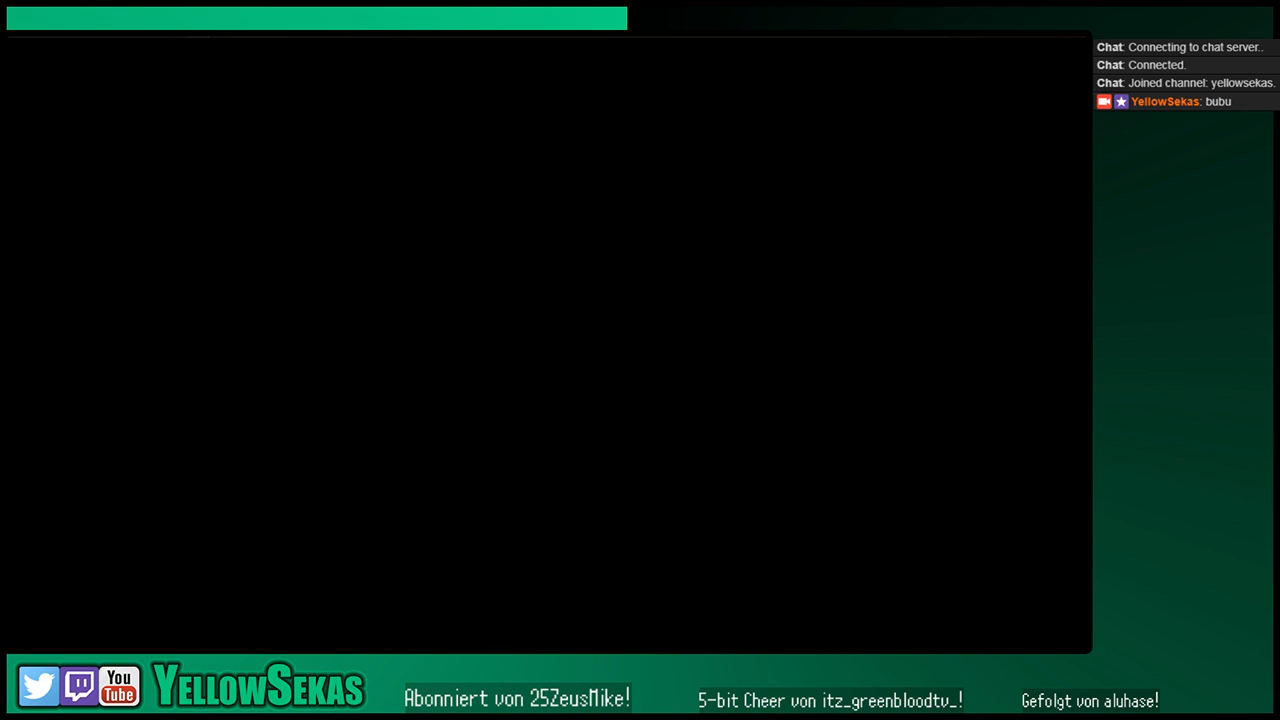 Chat: Connecting to chat server..
Chat: Connected.
Chat: Joined channel: yellowsekas.
YellowSekas: bubu
You
Tube
YELLOWSEKAS
Abonniert von 25ZeusMike!
5-bit Cheer von itz_greenbloodtv_!
Gefolgt von aluhase!